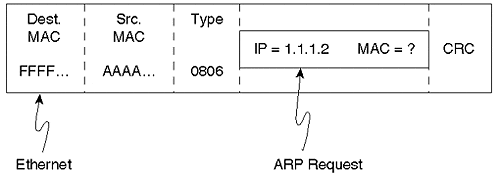 Dest. MAC
Src. MAC
Type
FFFF...
AAAA...
0806
IP = 1.1.1.2 MAC = ?
CRC
Ethernet
ARP Request